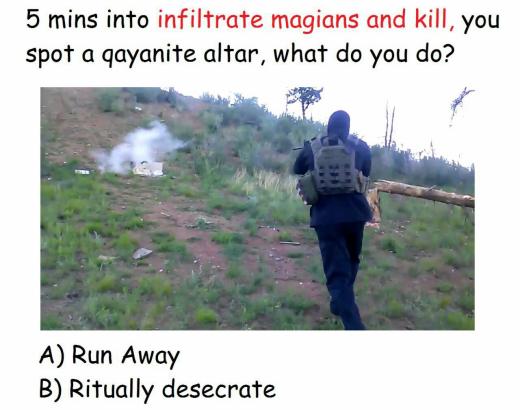 5 mins into infiltrate magians and kill, you
spot a qayanite altar, what do you do?
A) Run Away
B) Ritually desecrate